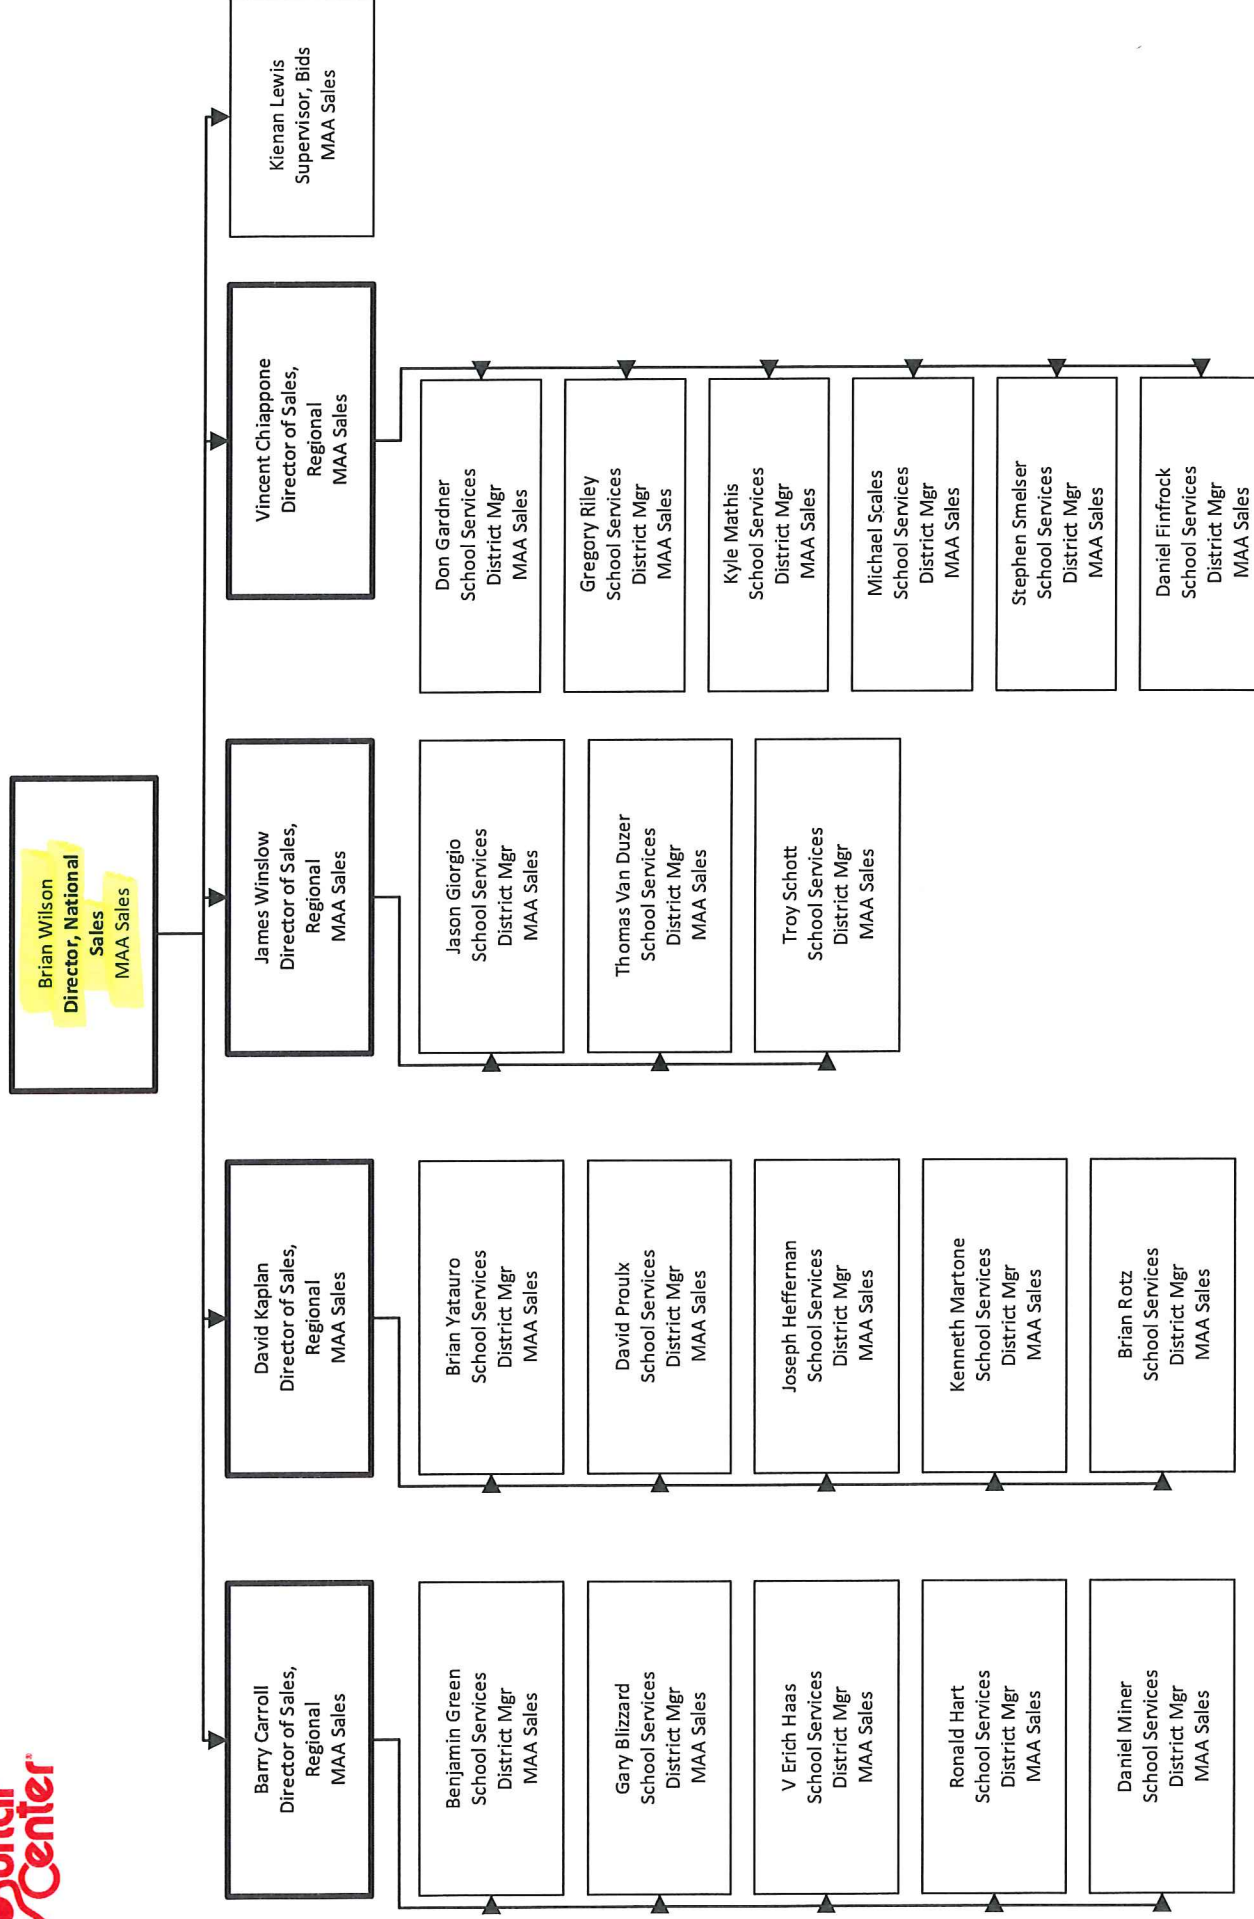 Center
Brian Wilson
Director, National
Sales
MAA Sales
Barry Carroll
Director of Sales,
Regional
MAA Sales
Benjamin Green
School Services
District Mgr
MAA Sales
Gary Blizzard
School Services
District Mgr
MAA Sales
V Erich Haas
School Services
District Mgr
MAA Sales
Ronald Hart
School Services
District Mgr
MAA Sales
Daniel Miner
School Services
District Mgr
MAA Sales
David Kaplan
Director of Sales,
Regional
MAA Sales
Brian Yatauro
School Services
District Mgr
MAA Sales
David Proulx
School Services
District Mgr
MAA Sales
Joseph Heffernan
School Services
District Mgr
MAA Sales
Kenneth Martone
School Services
District Mgr
MAA Sales
Brian Rotz
School Services
District Mgr
MAA Sales
James Winslow
Director of Sales,
Regional
MAA Sales
Jason Giorgio
School Services
District Mgr
MAA Sales
Thomas Van Duzer
School Services
District Mgr
MAA Sales
Troy Schott
School Services
District Mgr
MAA Sales
Vincent Chiappone
Director of Sales,
Regional
MAA Sales
Don Gardner
School Services
District Mgr
MAA Sales
Gregory Riley
School Services
District Mgr
MAA Sales
Kyle Mathis
School Services
District Mgr
MAA Sales
Michael Scales
School Services
District Mgr
MAA Sales
Stephen Smelser
School Services
District Mgr
MAA Sales
Daniel Finfrock
School Services
District Mgr
MAA Sales
Kienan Lewis
Supervisor, Bids
MAA Sales